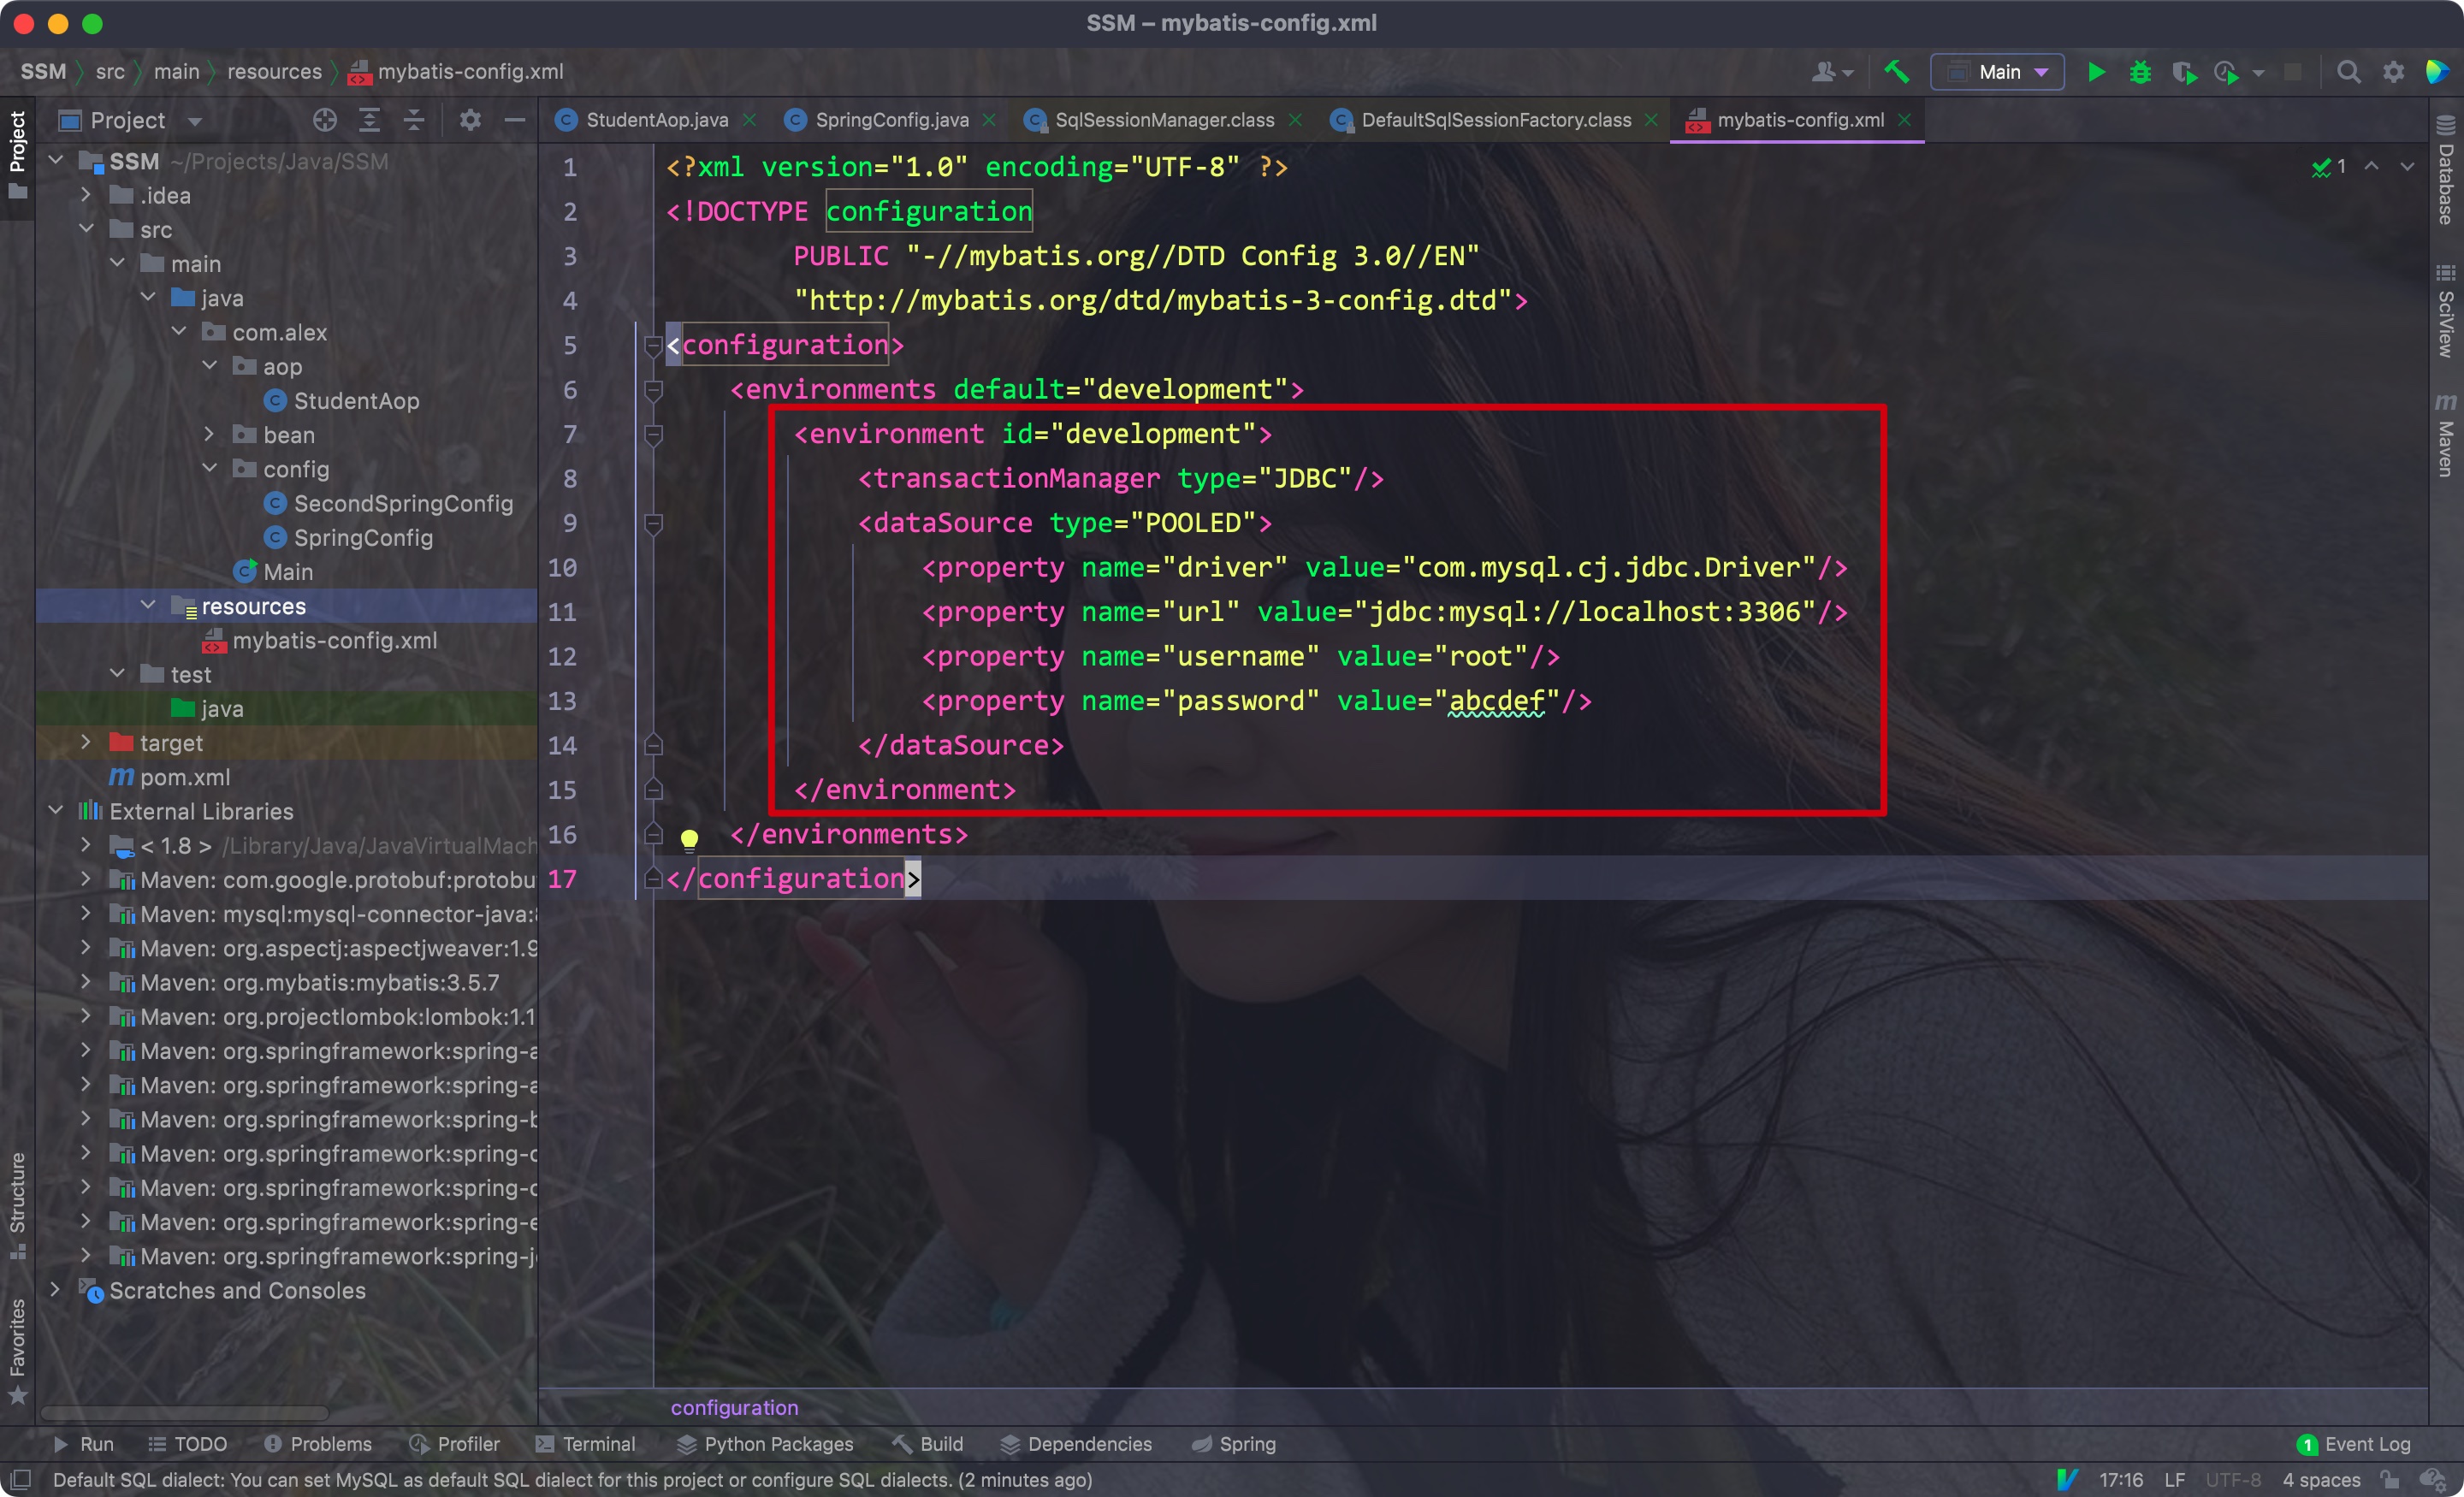 SSM – mybatis-config.xml
SSM src main resources mybatis-config.xml
Main
Project
StudentAop.java
SpringConfig.java
SqlSessionManager.class
DefaultSqlSessionFactory.class
mybatis-config.xml
Project
Structure
Favorites
SSM ~/Projects/Java/SSM
.idea
src
main
java
com.alex
aop
StudentAop
bean
config
SecondSpringConfig
SpringConfig
Main
resources
mybatis-config.xml
test
java
target
pom.xml
External Libraries
< 1.8 > /Library/Java/JavaVirtualMach
Maven: com.google.protobuf:protobu
Maven: mysql:mysql-connector-java:8
Maven: org.aspectj:aspectjweaver:1.9
Maven: org.mybatis:mybatis:3.5.7
Maven: org.projectlombok:lombok:1.1
Maven: org.springframework:spring-a
Maven: org.springframework:spring-a
Maven: org.springframework:spring-b
Maven: org.springframework:spring-c
Maven: org.springframework:spring-c
Maven: org.springframework:spring-e
Maven: org.springframework:spring-j
Scratches and Consoles
1 <?xml version="1.0" encoding="UTF-8" ?>
2 <!DOCTYPE configuration
3 PUBLIC "-//mybatis.org//DTD Config 3.0//EN"
4 "http://mybatis.org/dtd/mybatis-3-config.dtd">
5 <configuration>
6 <environments default="development">
7 <environment id="development">
8 <transactionManager type="JDBC"/>
9 <dataSource type="POOLED">
10 <property name="driver" value="com.mysql.cj.jdbc.Driver"/>
11 <property name="url" value="jdbc:mysql://localhost:3306"/>
12 <property name="username" value="root"/>
13 <property name="password" value="abcdef"/>
14 </dataSource>
15 </environment>
16 </environments>
17 </configuration>
1
Database
SciView
Maven
configuration
Run TODO Problems Profiler Terminal Python Packages Build Dependencies Spring
1 Event Log
Default SQL dialect: You can set MySQL as default SQL dialect for this project or configure SQL dialects. (2 minutes ago)
17:16 LF UTF-8 4 spaces